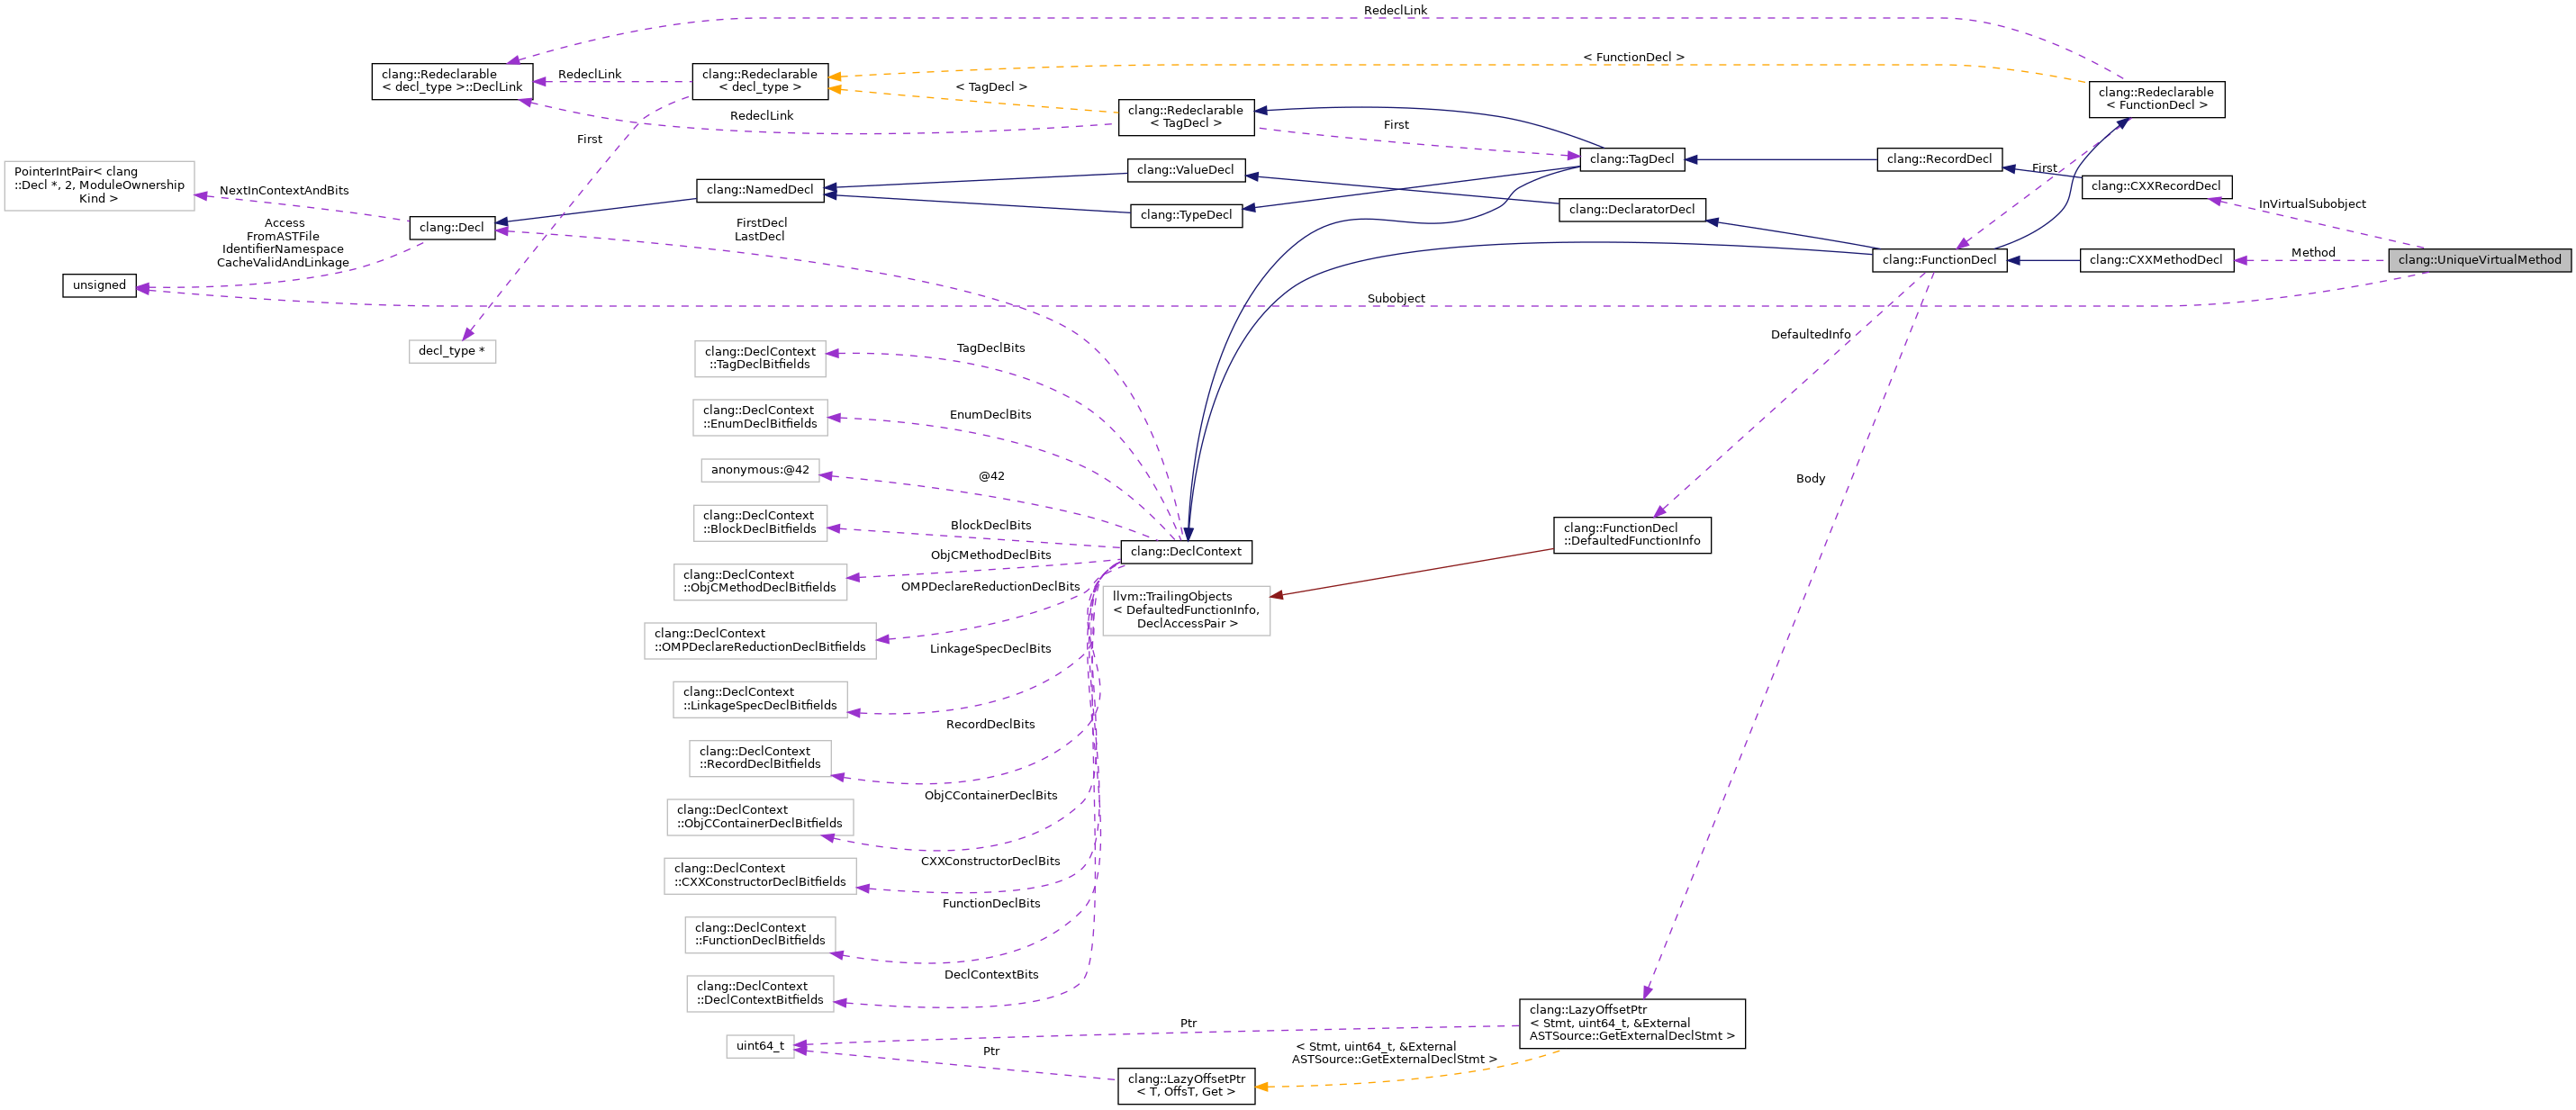 RedeclLink
< FunctionDecl >
clang::Redeclarable
< decl_type >::DeclLink
RedeclLink
clang::Redeclarable
< decl_type >
< TagDecl >
clang::Redeclarable
< FunctionDecl >
RedeclLink
clang::Redeclarable
< TagDecl >
First
First
clang::TagDecl
clang::RecordDecl
First
PointerIntPair< clang
::Decl *, 2, ModuleOwnership
Kind >
NextInContextAndBits
clang::NamedDecl
clang::ValueDecl
clang::CXXRecordDecl
InVirtualSubobject
clang::TypeDecl
clang::DeclaratorDecl
clang::Decl
Access
FromASTFile
IdentifierNamespace
CacheValidAndLinkage
FirstDecl
LastDecl
clang::FunctionDecl
clang::CXXMethodDecl
Method
clang::UniqueVirtualMethod
unsigned
Subobject
decl_type *
DefaultedInfo
clang::DeclContext
::TagDeclBitfields
TagDeclBits
clang::DeclContext
::EnumDeclBitfields
EnumDeclBits
anonymous:@42
@42
Body
clang::DeclContext
::BlockDeclBitfields
BlockDeclBits
clang::FunctionDecl
::DefaultedFunctionInfo
clang::DeclContext
ObjCMethodDeclBits
clang::DeclContext
::ObjCMethodDeclBitfields
OMPDeclareReductionDeclBits
llvm::TrailingObjects
< DefaultedFunctionInfo,
DeclAccessPair >
clang::DeclContext
::OMPDeclareReductionDeclBitfields
LinkageSpecDeclBits
clang::DeclContext
::LinkageSpecDeclBitfields
RecordDeclBits
clang::DeclContext
::RecordDeclBitfields
ObjCContainerDeclBits
clang::DeclContext
::ObjCContainerDeclBitfields
CXXConstructorDeclBits
clang::DeclContext
::CXXConstructorDeclBitfields
FunctionDeclBits
clang::DeclContext
::FunctionDeclBitfields
DeclContextBits
clang::DeclContext
::DeclContextBitfields
clang::LazyOffsetPtr
< Stmt, uint64_t, &External
ASTSource::GetExternalDeclStmt >
Ptr
uint64_t
Ptr
< Stmt, uint64_t, &External
ASTSource::GetExternalDeclStmt >
clang::LazyOffsetPtr
< T, OffsT, Get >